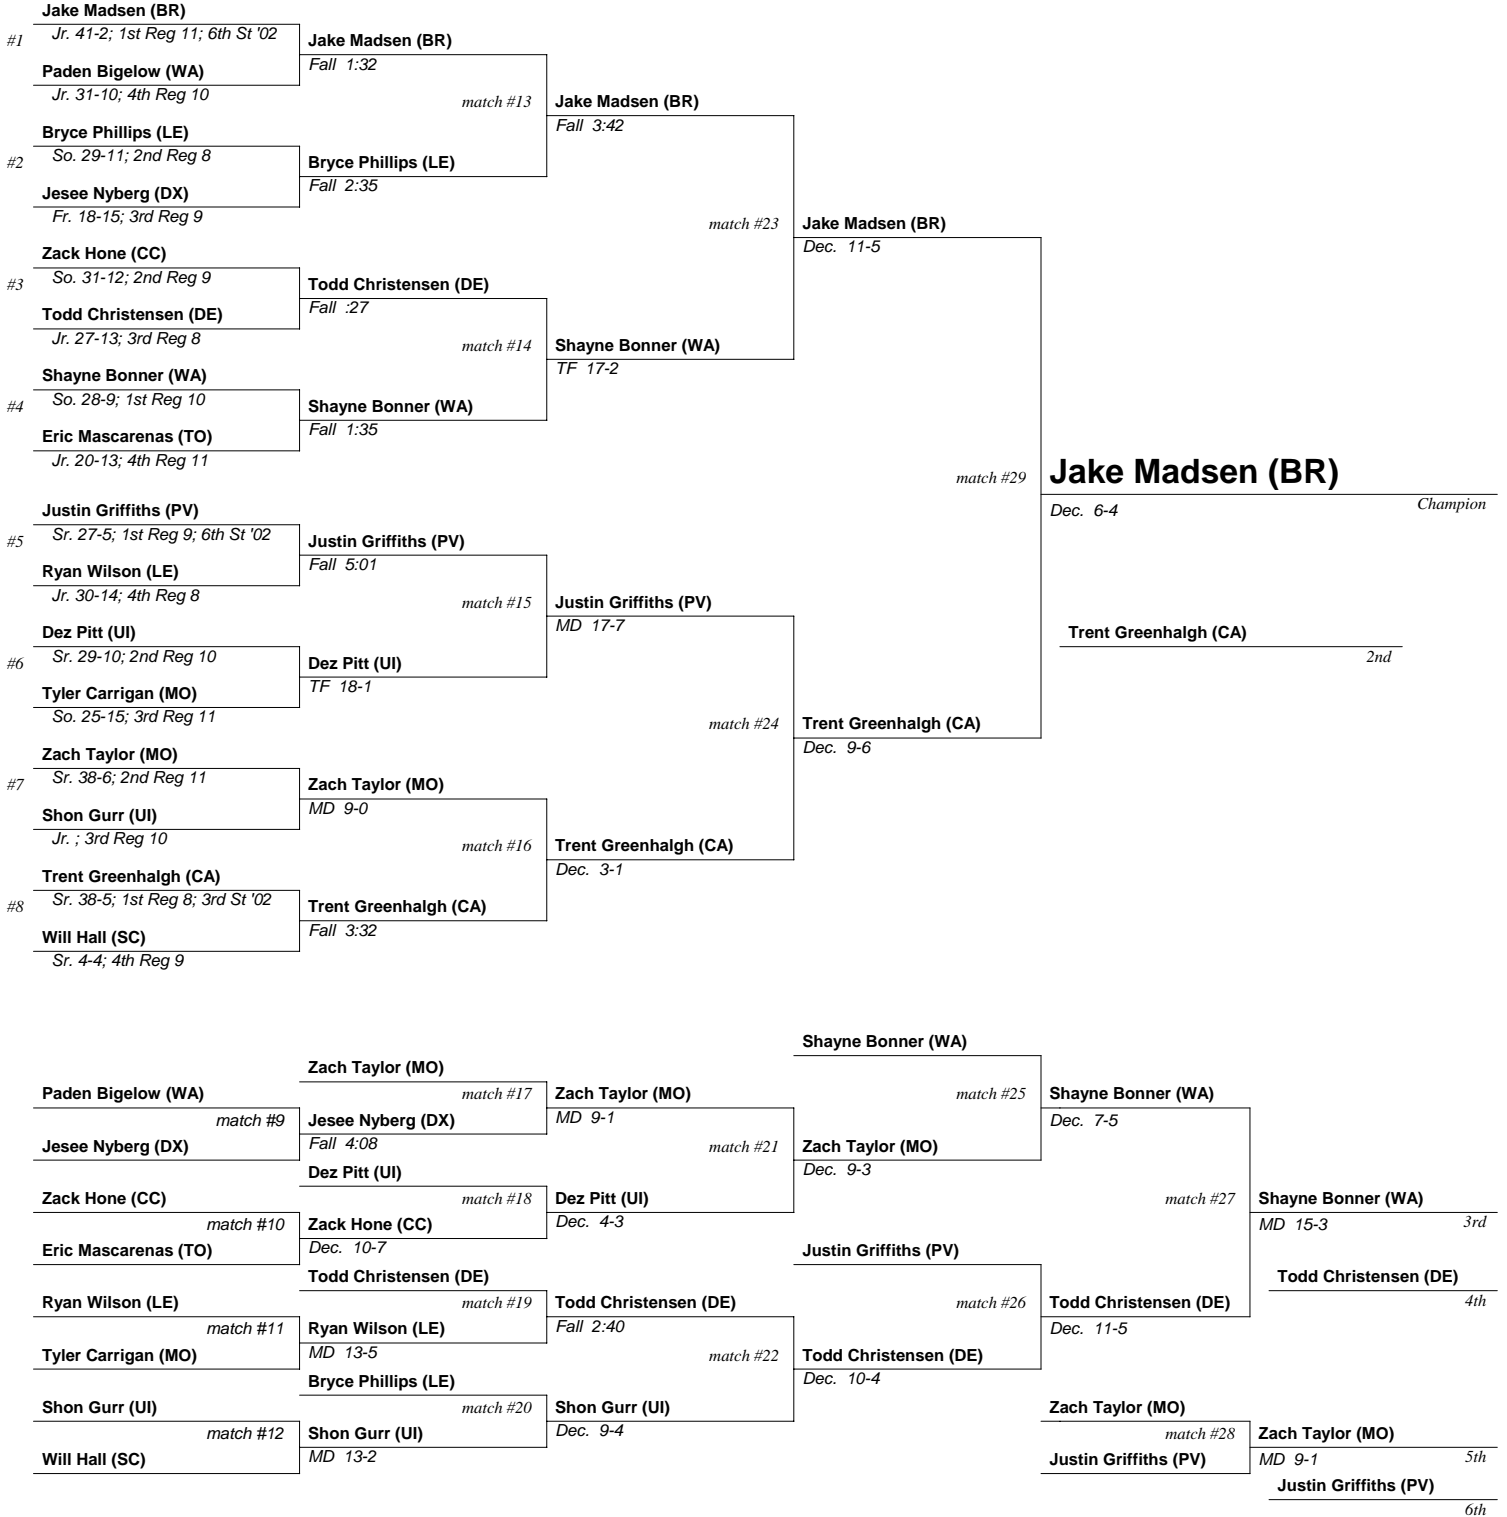 Jake Madsen (BR)
#1
Jr. 41-2; 1st Reg 11; 6th St '02
Jake Madsen (BR)
Fall 1:32
Paden Bigelow (WA)
Jr. 31-10; 4th Reg 10
match #13
Jake Madsen (BR)
Fall 3:42
Bryce Phillips (LE)
#2
So. 29-11; 2nd Reg 8
Bryce Phillips (LE)
Fall 2:35
Jesee Nyberg (DX)
Fr. 18-15; 3rd Reg 9
match #23
Jake Madsen (BR)
Dec. 11-5
Zack Hone (CC)
#3
So. 31-12; 2nd Reg 9
Todd Christensen (DE)
Fall :27
Todd Christensen (DE)
Jr. 27-13; 3rd Reg 8
match #14
Shayne Bonner (WA)
TF 17-2
Shayne Bonner (WA)
#4
So. 28-9; 1st Reg 10
Shayne Bonner (WA)
Fall 1:35
Eric Mascarenas (TO)
Jr. 20-13; 4th Reg 11
match #29
Jake Madsen (BR)
Dec. 6-4
Champion
Justin Griffiths (PV)
#5
Sr. 27-5; 1st Reg 9; 6th St '02
Justin Griffiths (PV)
Fall 5:01
Ryan Wilson (LE)
Jr. 30-14; 4th Reg 8
match #15
Justin Griffiths (PV)
MD 17-7
Trent Greenhalgh (CA)
2nd
Dez Pitt (UI)
#6
Sr. 29-10; 2nd Reg 10
Dez Pitt (UI)
TF 18-1
Tyler Carrigan (MO)
So. 25-15; 3rd Reg 11
match #24
Trent Greenhalgh (CA)
Dec. 9-6
Zach Taylor (MO)
#7
Sr. 38-6; 2nd Reg 11
Zach Taylor (MO)
MD 9-0
Shon Gurr (UI)
Jr. ; 3rd Reg 10
match #16
Trent Greenhalgh (CA)
Dec. 3-1
Trent Greenhalgh (CA)
#8
Sr. 38-5; 1st Reg 8; 3rd St '02
Trent Greenhalgh (CA)
Fall 3:32
Will Hall (SC)
Sr. 4-4; 4th Reg 9
Shayne Bonner (WA)
Zach Taylor (MO)
Paden Bigelow (WA)
match #17
Zach Taylor (MO)
MD 9-1
match #25
Shayne Bonner (WA)
Dec. 7-5
match #9
Jesee Nyberg (DX)
Fall 4:08
Jesee Nyberg (DX)
match #21
Zach Taylor (MO)
Dec. 9-3
Dez Pitt (UI)
Zack Hone (CC)
match #18
Dez Pitt (UI)
Dec. 4-3
match #27
Shayne Bonner (WA)
MD 15-3
3rd
match #10
Zack Hone (CC)
Dec. 10-7
Eric Mascarenas (TO)
Justin Griffiths (PV)
Todd Christensen (DE)
Todd Christensen (DE)
4th
Ryan Wilson (LE)
match #19
Todd Christensen (DE)
Fall 2:40
match #26
Todd Christensen (DE)
Dec. 11-5
match #11
Ryan Wilson (LE)
MD 13-5
Tyler Carrigan (MO)
match #22
Todd Christensen (DE)
Dec. 10-4
Bryce Phillips (LE)
Shon Gurr (UI)
match #20
Shon Gurr (UI)
Dec. 9-4
Zach Taylor (MO)
match #12
Shon Gurr (UI)
MD 13-2
match #28
Zach Taylor (MO)
MD 9-1
5th
Will Hall (SC)
Justin Griffiths (PV)
Justin Griffiths (PV)
6th